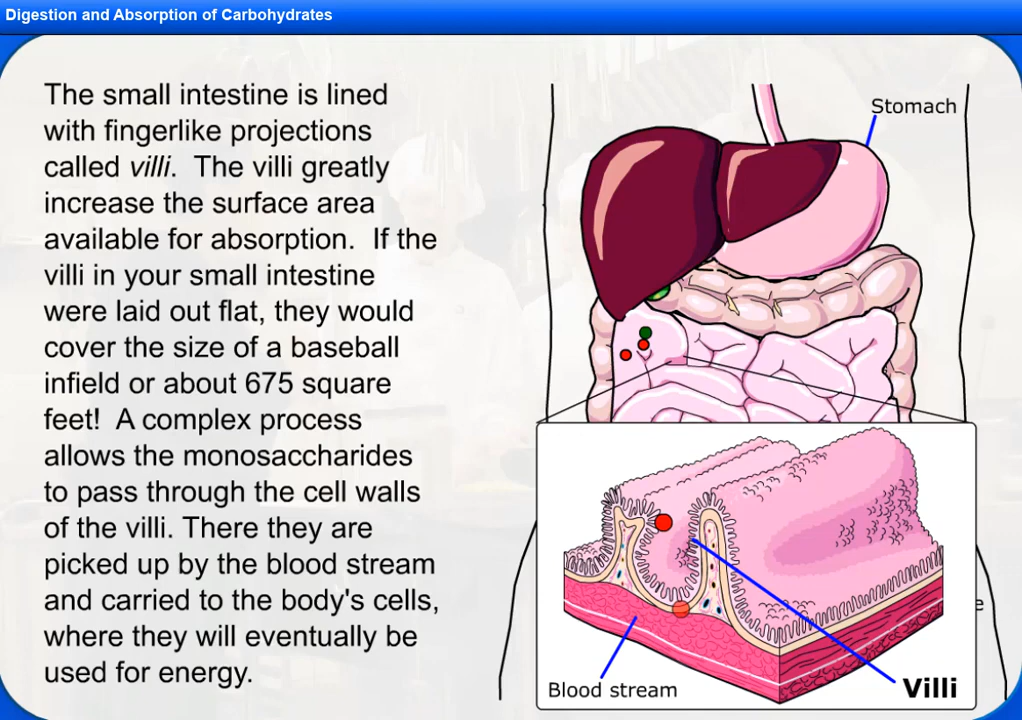 Digestion and Absorption of Carbohydrates
The small intestine is lined
with fingerlike projections
called villi.  The villi greatly
increase the surface area
available for absorption.  If the
villi in your small intestine
were laid out flat, they would
cover the size of a baseball
infield or about 675 square
feet!  A complex process
allows the monosaccharides
to pass through the cell walls
of the villi. There they are
picked up by the blood stream
and carried to the body's cells,
where they will eventually be
used for energy.
Stomach
Blood stream
Villi